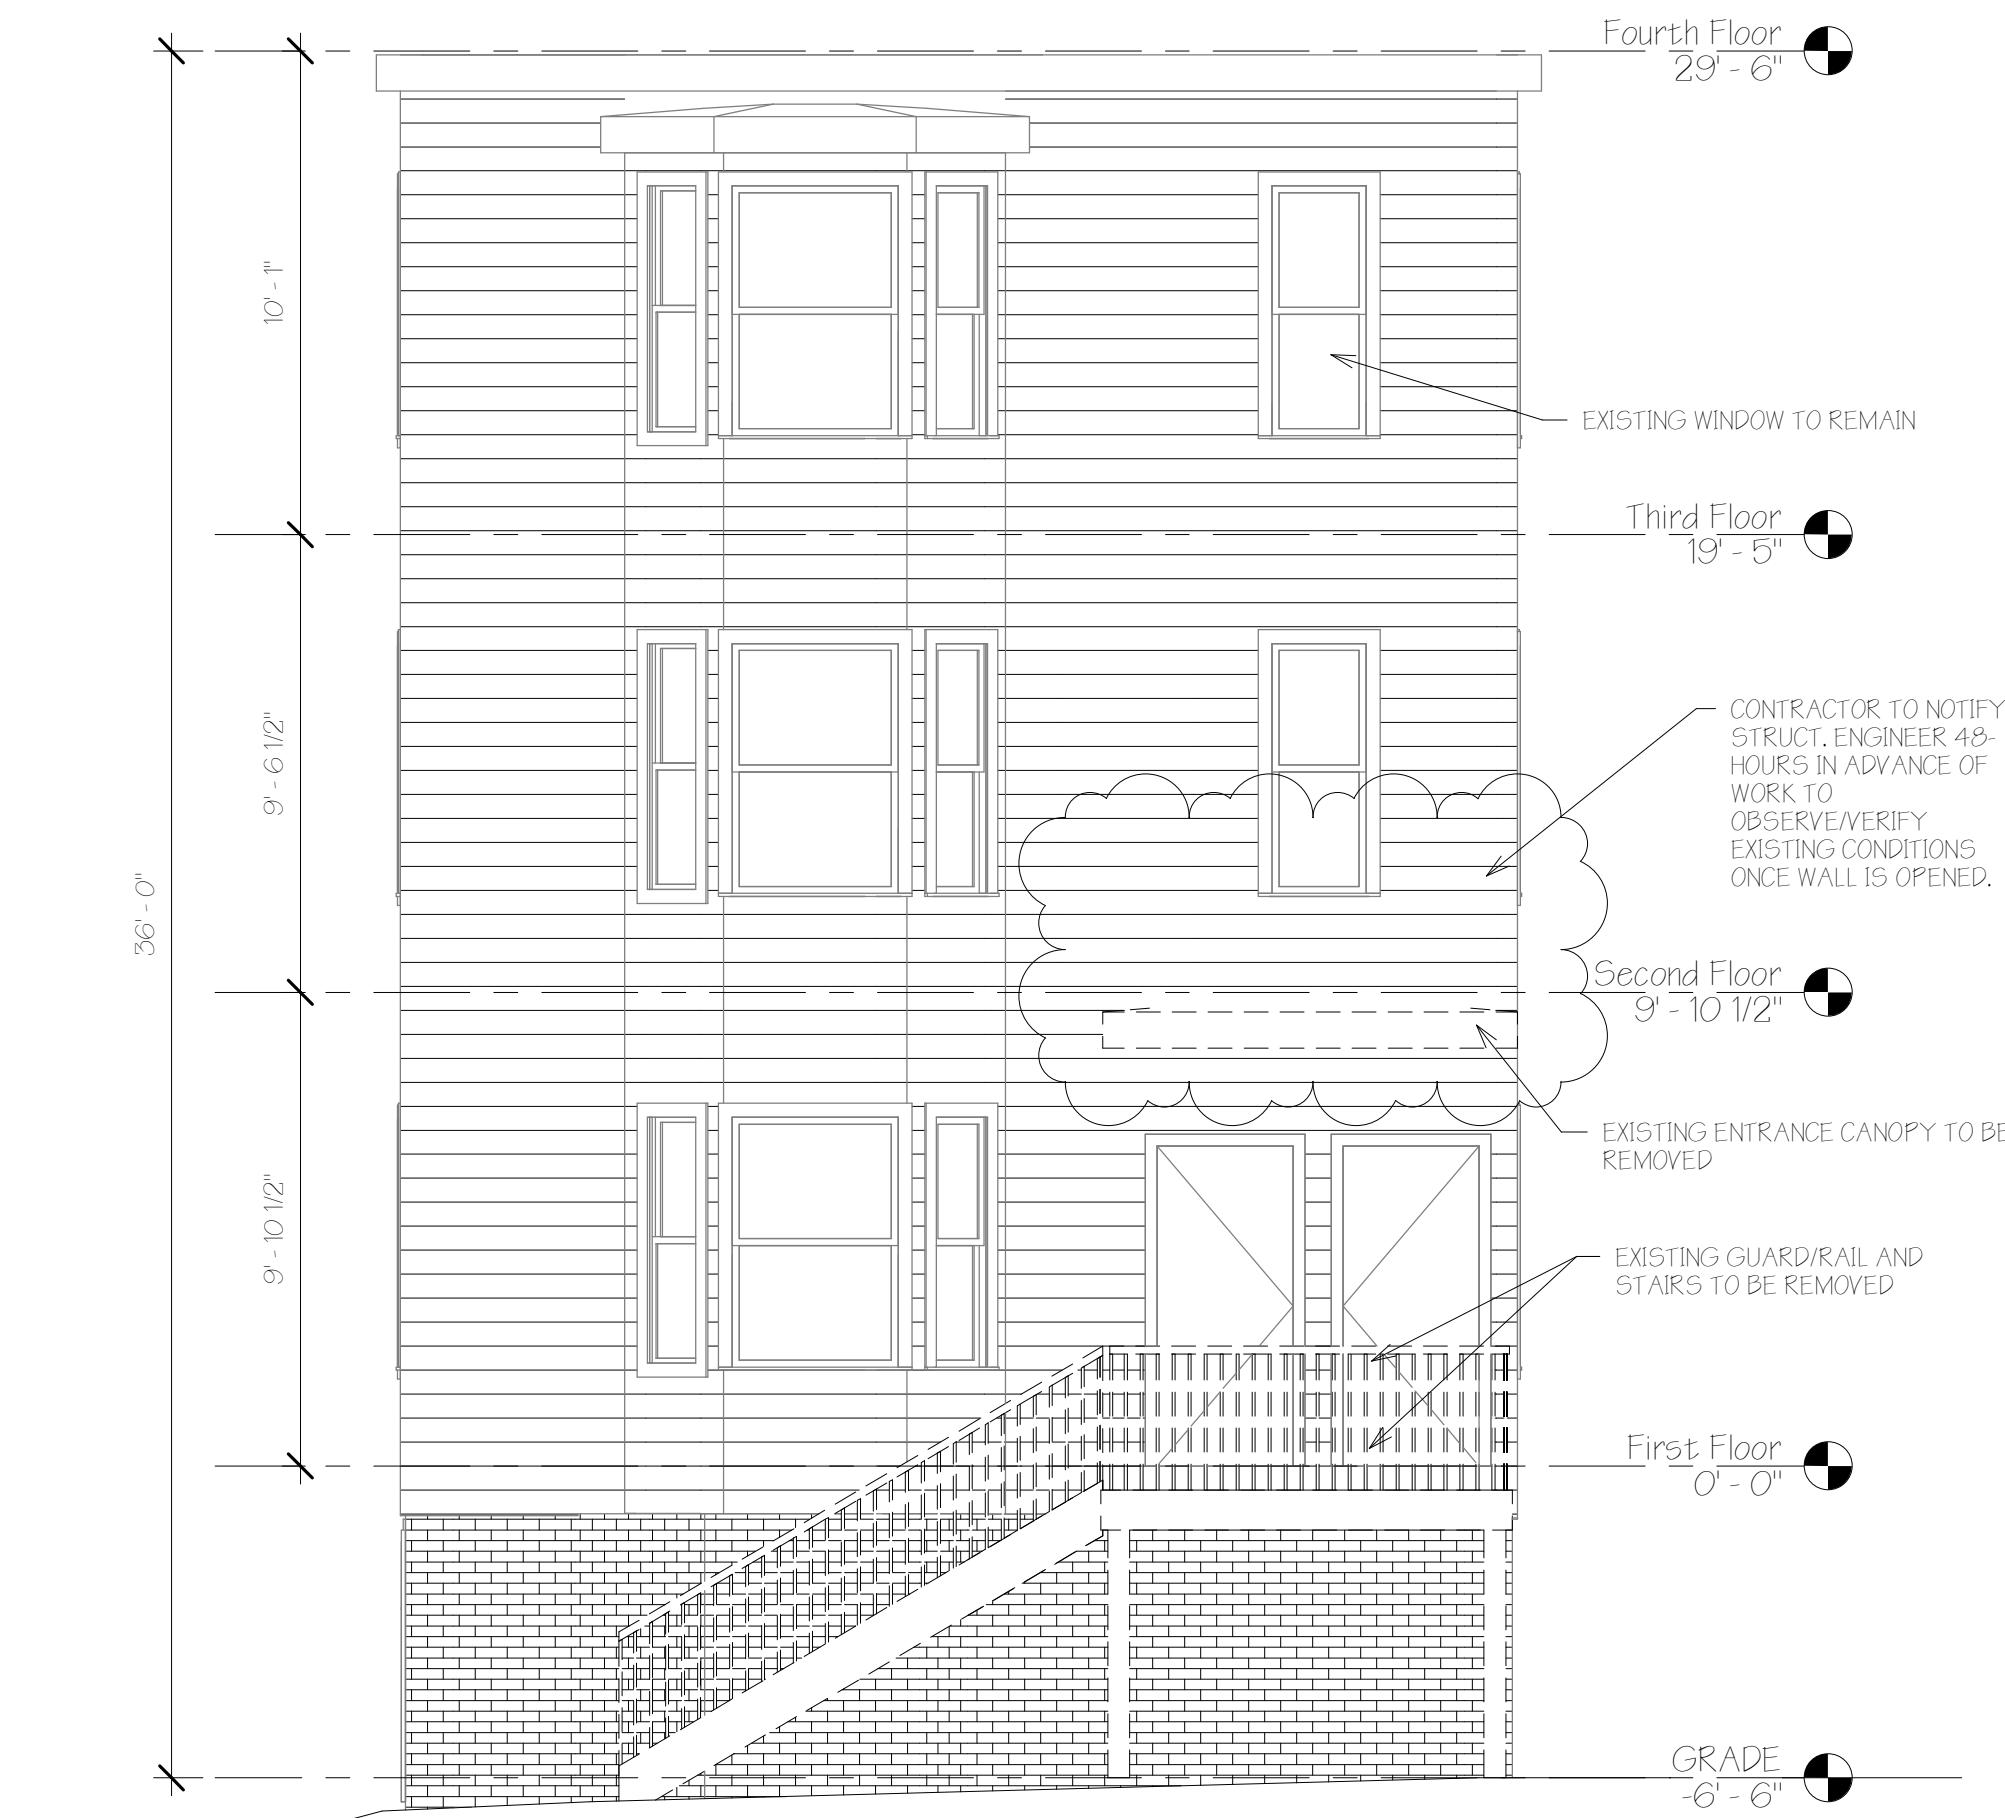 Fourth Floor
29' - 6"
10' - 1"
EXISTING WINDOW TO REMAIN
Third Floor
19' - 5"
9' - 6 1/2"
CONTRACTOR TO NOTIFY
STRUCT. ENGINEER 48-
HOURS IN ADVANCE OF
WORK TO
OBSERVE/VERIFY
EXISTING CONDITIONS
ONCE WALL IS OPENED.
36' - 0"
Second Floor
9' - 10 1/2"
EXISTING ENTRANCE CANOPY TO BE
REMOVED
9' - 10 1/2"
EXISTING GUARD/RAIL AND
STAIRS TO BE REMOVED
First Floor
0' - 0"
GRADE
-6' - 6"